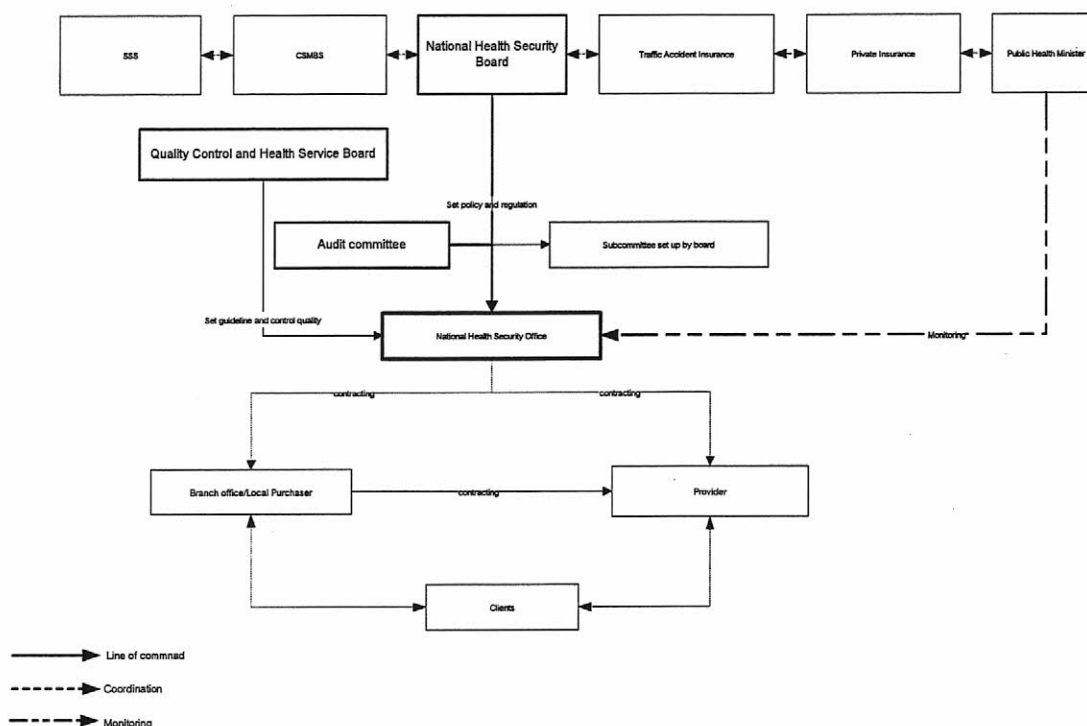 SSS
CSMBS
National Health Security
Board
Traffic Accident Insurance
Private Insurance
Public Health Minister
Quality Control and Health Service Board
Set policy and regulation
Audit committee
Subcommittee set up by board
Set guideline and control quality
National Health Security Office
Monitoring
contracting
contracting
Branch office/Local Purchaser
contracting
Provider
Clients
Line of commnad
Coordination
Monitoring